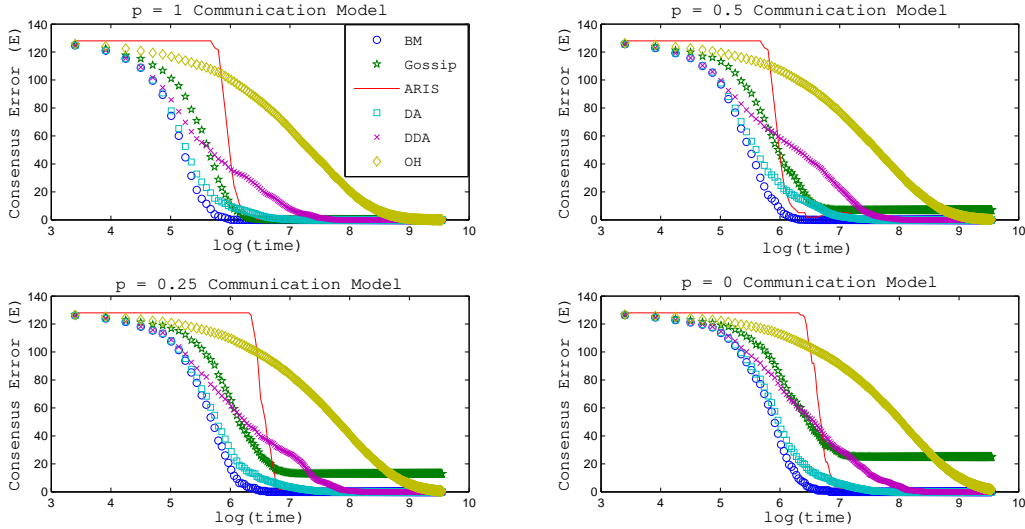 p = 1 Communication Model
Consensus Error (E)
140
120
100
80
60
40
20
0
3 4 5 6 7 8 9 10
log(time)
BM
Gossip
ARIS
DA
DDA
OH
p = 0.5 Communication Model
Consensus Error (E)
140
120
100
80
60
40
20
0
3 4 5 6 7 8 9 10
log(time)
p = 0.25 Communication Model
Consensus Error (E)
140
120
100
80
60
40
20
0
3 4 5 6 7 8 9 10
log(time)
p = 0 Communication Model
Consensus Error (E)
140
120
100
80
60
40
20
0
3 4 5 6 7 8 9 10
log(time)